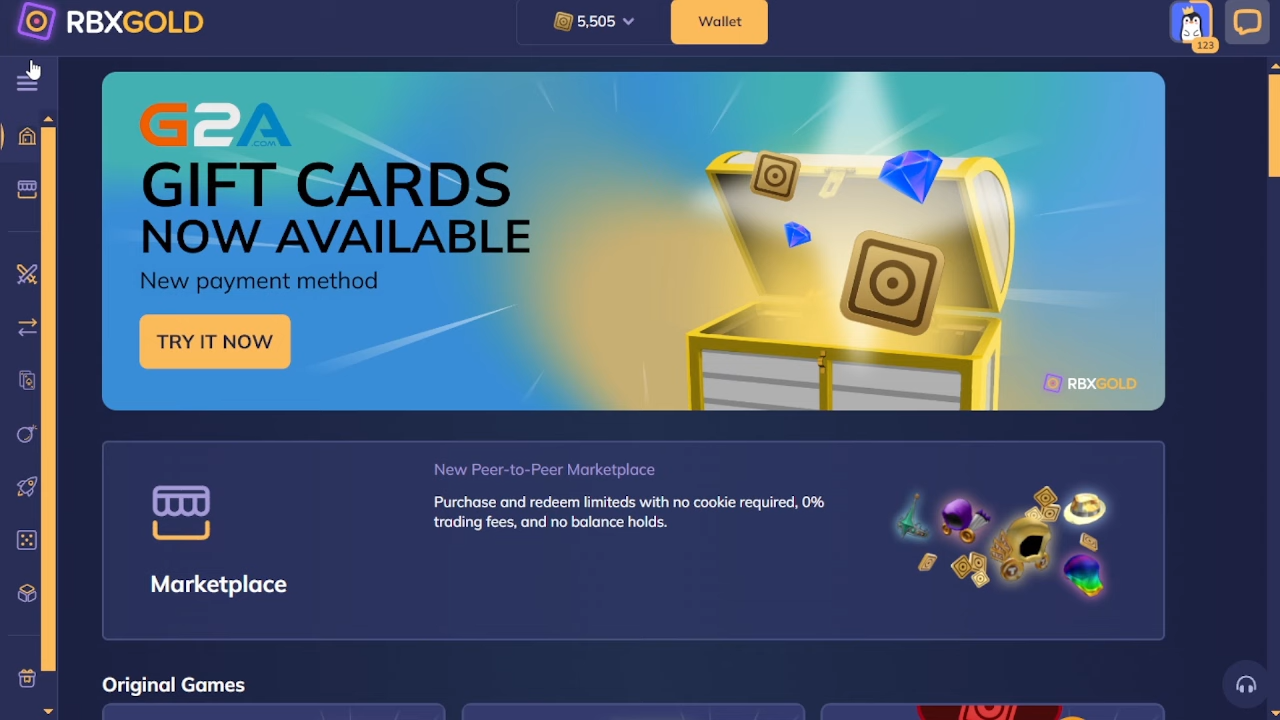 RBXGOLD
5,505
Wallet
123
G2A
.COM
GIFT CARDS
NOW AVAILABLE
New payment method
TRY IT NOW
RBXGOLD
New Peer-to-Peer Marketplace
Purchase and redeem limiteds with no cookie required, 0%
trading fees, and no balance holds.
Marketplace
Original Games